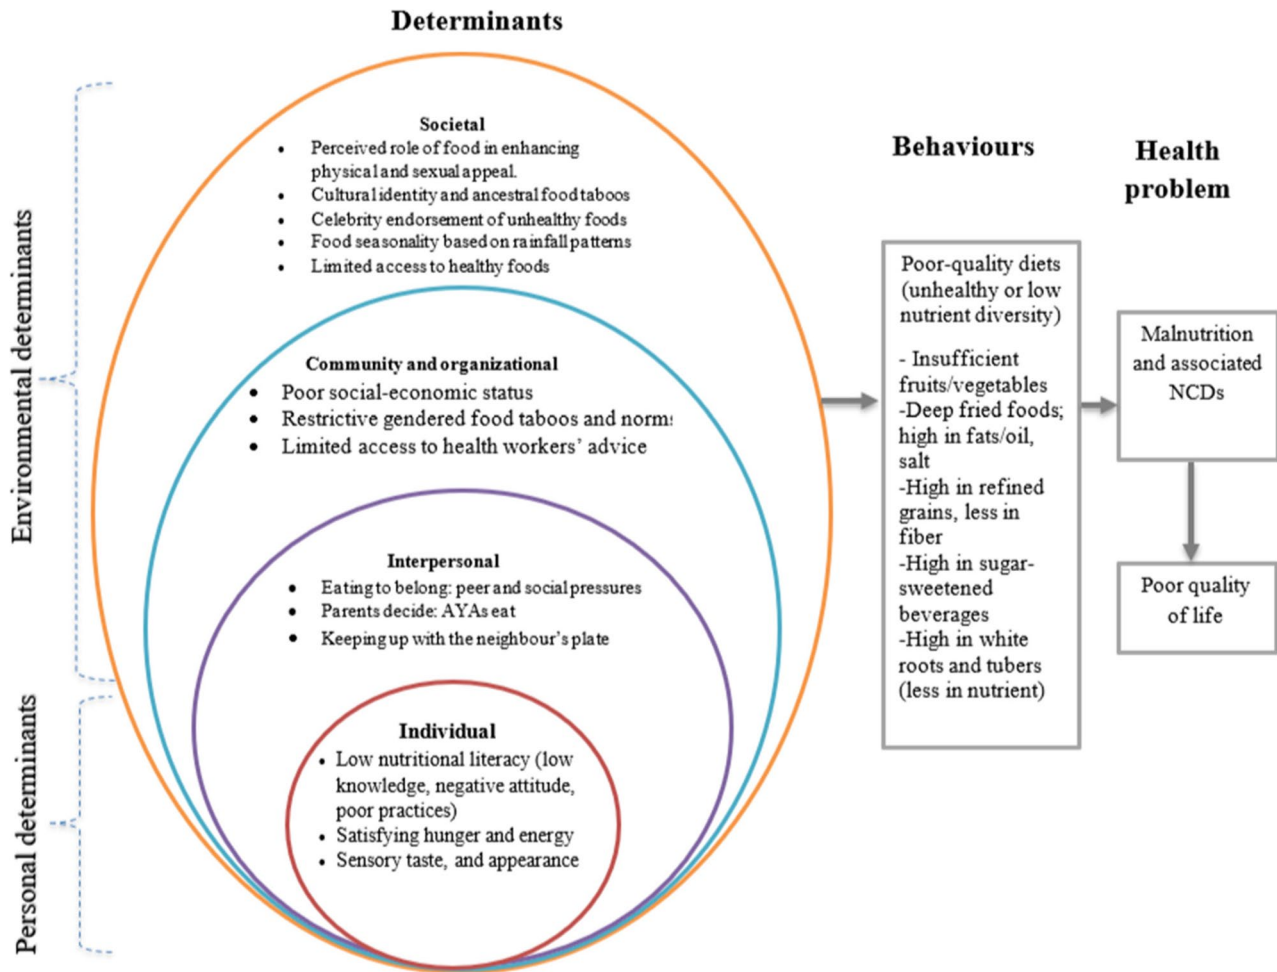 Determinants
Environmental determinants
Personal determinants
Societal
• Perceived role of food in enhancing
physical and sexual appeal.
• Cultural identity and ancestral food taboos
• Celebrity endorsement of unhealthy foods
• Food seasonality based on rainfall patterns
• Limited access to healthy foods
Community and organizational
• Poor social-economic status
• Restrictive gendered food taboos and norms
• Limited access to health workers’ advice
Interpersonal
• Eating to belong: peer and social pressures
• Parents decide: AYAs eat
• Keeping up with the neighbour’s plate
Individual
• Low nutritional literacy (low
knowledge, negative attitude,
poor practices)
• Satisfying hunger and energy
• Sensory taste, and appearance
Behaviours
Poor-quality diets
(unhealthy or low
nutrient diversity)
- Insufficient
fruits/vegetables
-Deep fried foods;
high in fats/oil,
salt
-High in refined
grains, less in
fiber
-High in sugar-
sweetened
beverages
-High in white
roots and tubers
(less in nutrient)
Health
problem
Malnutrition
and associated
NCDs
Poor quality
of life